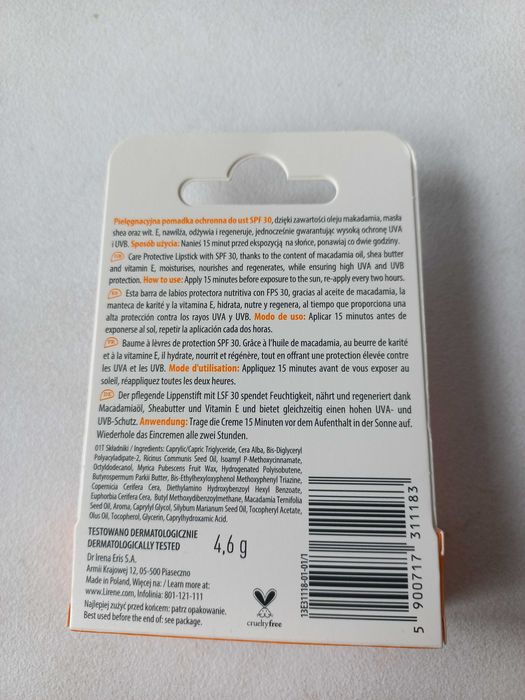 Pielęgnacyjna pomadka ochronna do ust SPF 30, dzięki zawartości oleju makadamia, masła
shea oraz wit. E, nawilża, odżywia i regeneruje, jednocześnie gwarantując wysoką ochronę UVA
i UVB. Sposób użycia: Nanieś 15 minut przed ekspozycją na słońce, ponawiaj co dwie godziny.
EN Care Protective Lipstick with SPF 30, thanks to the content of macadamia oil, shea butter
and vitamin E, moisturises, nourishes and regenerates, while ensuring high UVA and UVB
protection. How to use: Apply 15 minutes before exposure to the sun, re-apply every two hours.
ES Esta barra de labios protectora nutritiva con FPS 30, gracias al aceite de macadamia, la
manteca de karité y la vitamina E, hidrata, nutre y regenera, al tiempo que proporciona una
alta protección contra los rayos UVA y UVB. Modo de uso: Aplicar 15 minutos antes de
exponerse al sol, repetir la aplicación cada dos horas.
FR Baume à lèvres de protection SPF 30. Grâce à l'huile de macadamia, au beurre de karité
et à la vitamine E, il hydrate, nourrit et régénère, tout en offrant une protection élevée contre
les UVA et les UVB. Mode d'utilisation: Appliquez 15 minutes avant de vous exposer au
soleil, réappliquez toutes les deux heures.
DE Der pflegende Lippenstift mit LSF 30 spendet Feuchtigkeit, nährt und regeneriert dank
Macadamiaöl, Sheabutter und Vitamin E und bietet gleichzeitig einen hohen UVA- und
UVB-Schutz. Anwendung: Trage die Creme 15 Minuten vor dem Aufenthalt in der Sonne auf.
Wiederhole das Eincremen alle zwei Stunden.
01T Składniki / Ingredients: Caprylic/Capric Triglyceride, Cera Alba, Bis-Diglyceryl
Polyacyladipate-2, Ricinus Communis Seed Oil, Isoamyl P-Methoxycinnamate,
Octyldodecanol, Myrica Pubescens Fruit Wax, Hydrogenated Polyisobutene,
Butyrospermum Parkii Butter, Bis-Ethylhexyloxyphenol Methoxyphenyl Triazine,
Copernicia Cerifera Cera, Diethylamino Hydroxybenzoyl Hexyl Benzoate,
Euphorbia Cerifera Cera, Butyl Methoxydibenzoylmethane, Macadamia Ternifolia
Seed Oil, Aroma, Caprylyl Glycol, Silybum Marianum Seed Oil, Tocopheryl Acetate,
Olus Oil, Tocopherol, Glycerin, Caprylhydroxamic Acid.
TESTOWANO DERMATOLOGICZNIE
DERMATOLOGICALLY TESTED
4,6 g
Dr Irena Eris S.A.
Armii Krajowej 12, 05-500 Piaseczno
Made in Poland, Więcej na: / Learn more at:
www.Lirene.com, Infolinia: 801-121-111
Najlepiej zużyć przed końcem: patrz opakowanie.
Best used before the end of: see package.
crueltyfree
13E31118-01-01/1
5 900717 311183